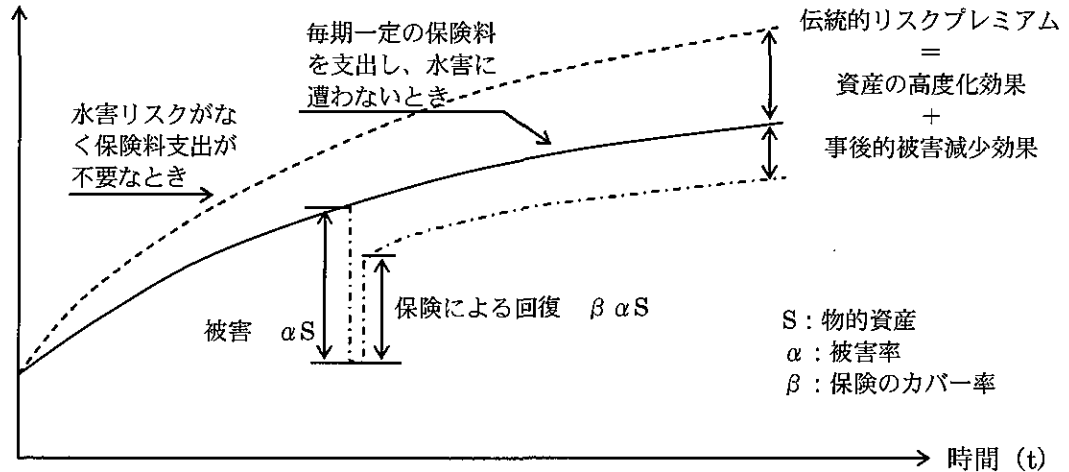 毎期一定の保険料
を支出し、水害に
遭わないとき
伝統的リスクプレミアム
=
資産の高度化効果
+
事後的被害減少効果
水害リスクがな
く保険料支出が
不要なとき
被害 αS
保険による回復 βαS
S:物的資産
α:被害率
β:保険のカバー率
時間(t)